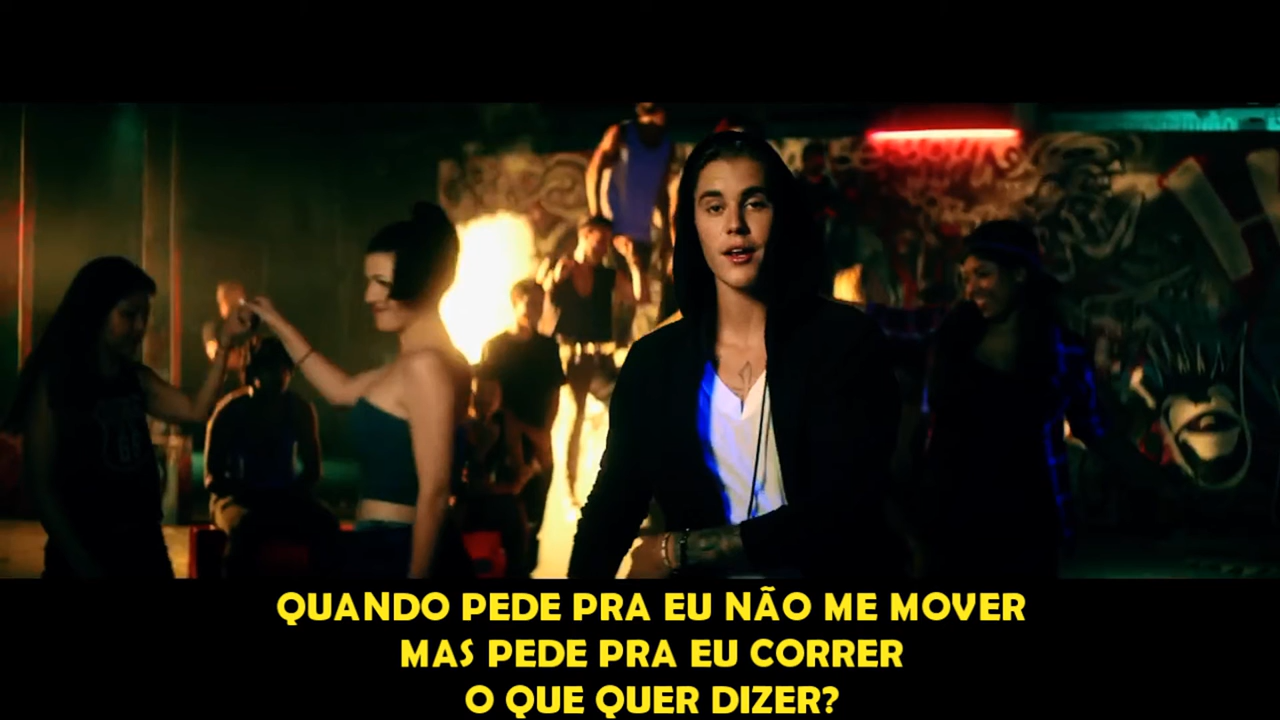 QUANDO PEDE PRA EU NÃO ME MOVER
MAS PEDE PRA EU CORRER
O QUE QUER DIZER?